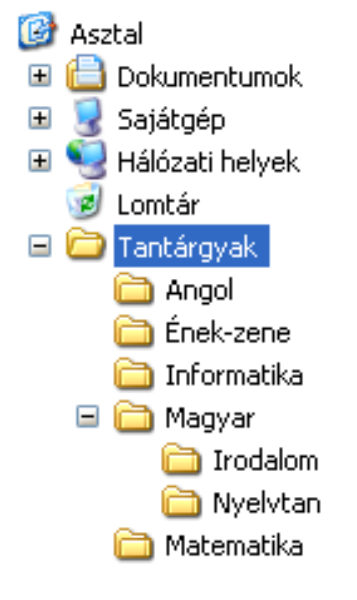 Asztal
Dokumentumok
Sajátgép
Hálózati helyek
Lomtár
Tantárgyak
Angol
Ének-zene
Informatika
Magyar
Irodalom
Nyelvtan
Matematika